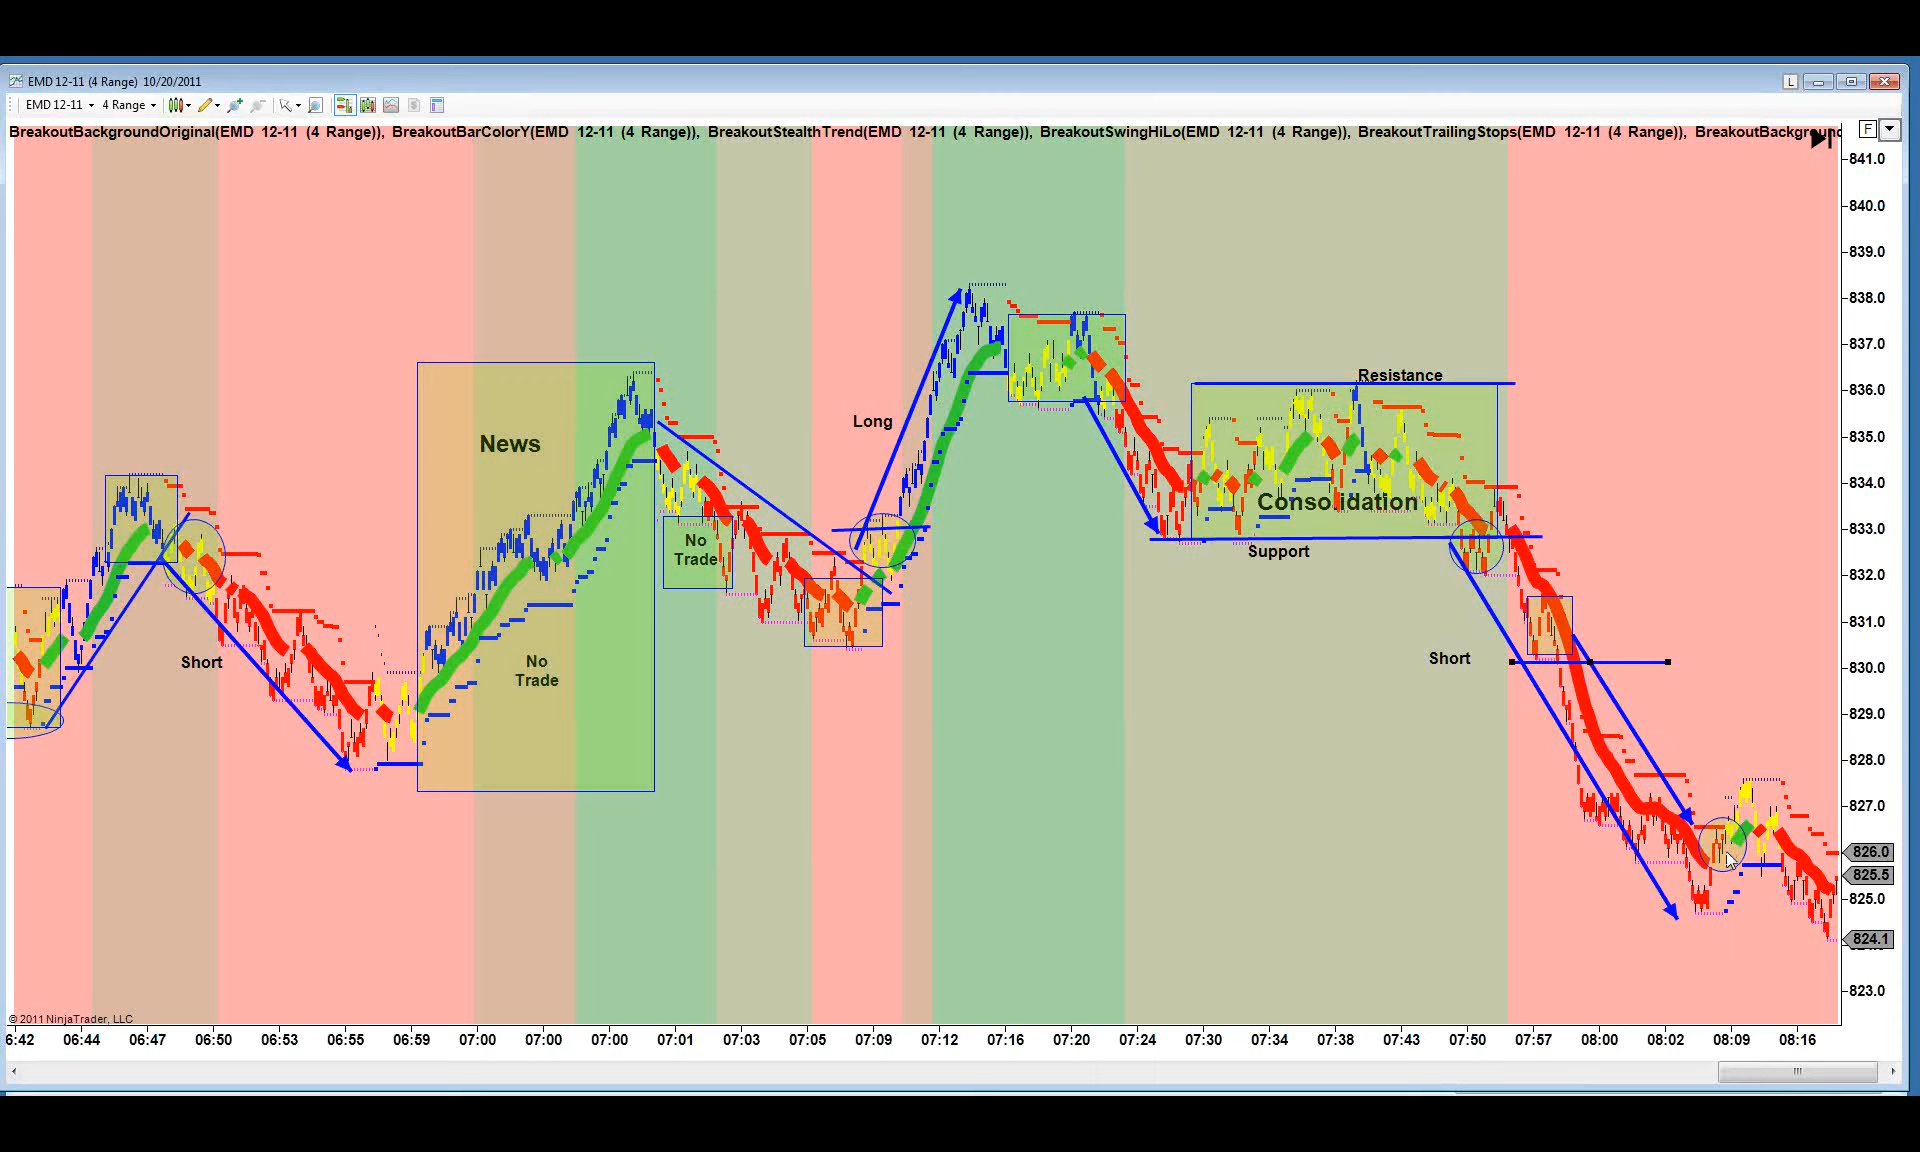 EMD 12-11 (4 Range) 10/20/2011
L
EMD 12-11 4 Range
BreakoutBackgroundOriginal(EMD 12-11 (4 Range)), BreakoutBarColorY(EMD 12-11 (4 Range)), BreakoutStealthTrend(EMD 12-11 (4 Range)), BreakoutSwingHiLo(EMD 12-11 (4 Range)), BreakoutTrailingStops(EMD 12-11 (4 Range)), BreakoutBackground
F
841.0
840.0
839.0
838.0
837.0
836.0
835.0
834.0
833.0
832.0
831.0
830.0
829.0
828.0
827.0
826.0
825.5
825.0
824.1
823.0
Resistance
Long
News
Consolidation
No
Trade
Support
Short
No
Trade
Short
© 2011 NinjaTrader, LLC
6:42 06:44 06:47 06:50 06:53 06:55 06:59 07:00 07:00 07:00 07:01 07:03 07:05 07:09 07:12 07:16 07:20 07:24 07:30 07:34 07:38 07:43 07:50 07:57 08:00 08:02 08:09 08:16